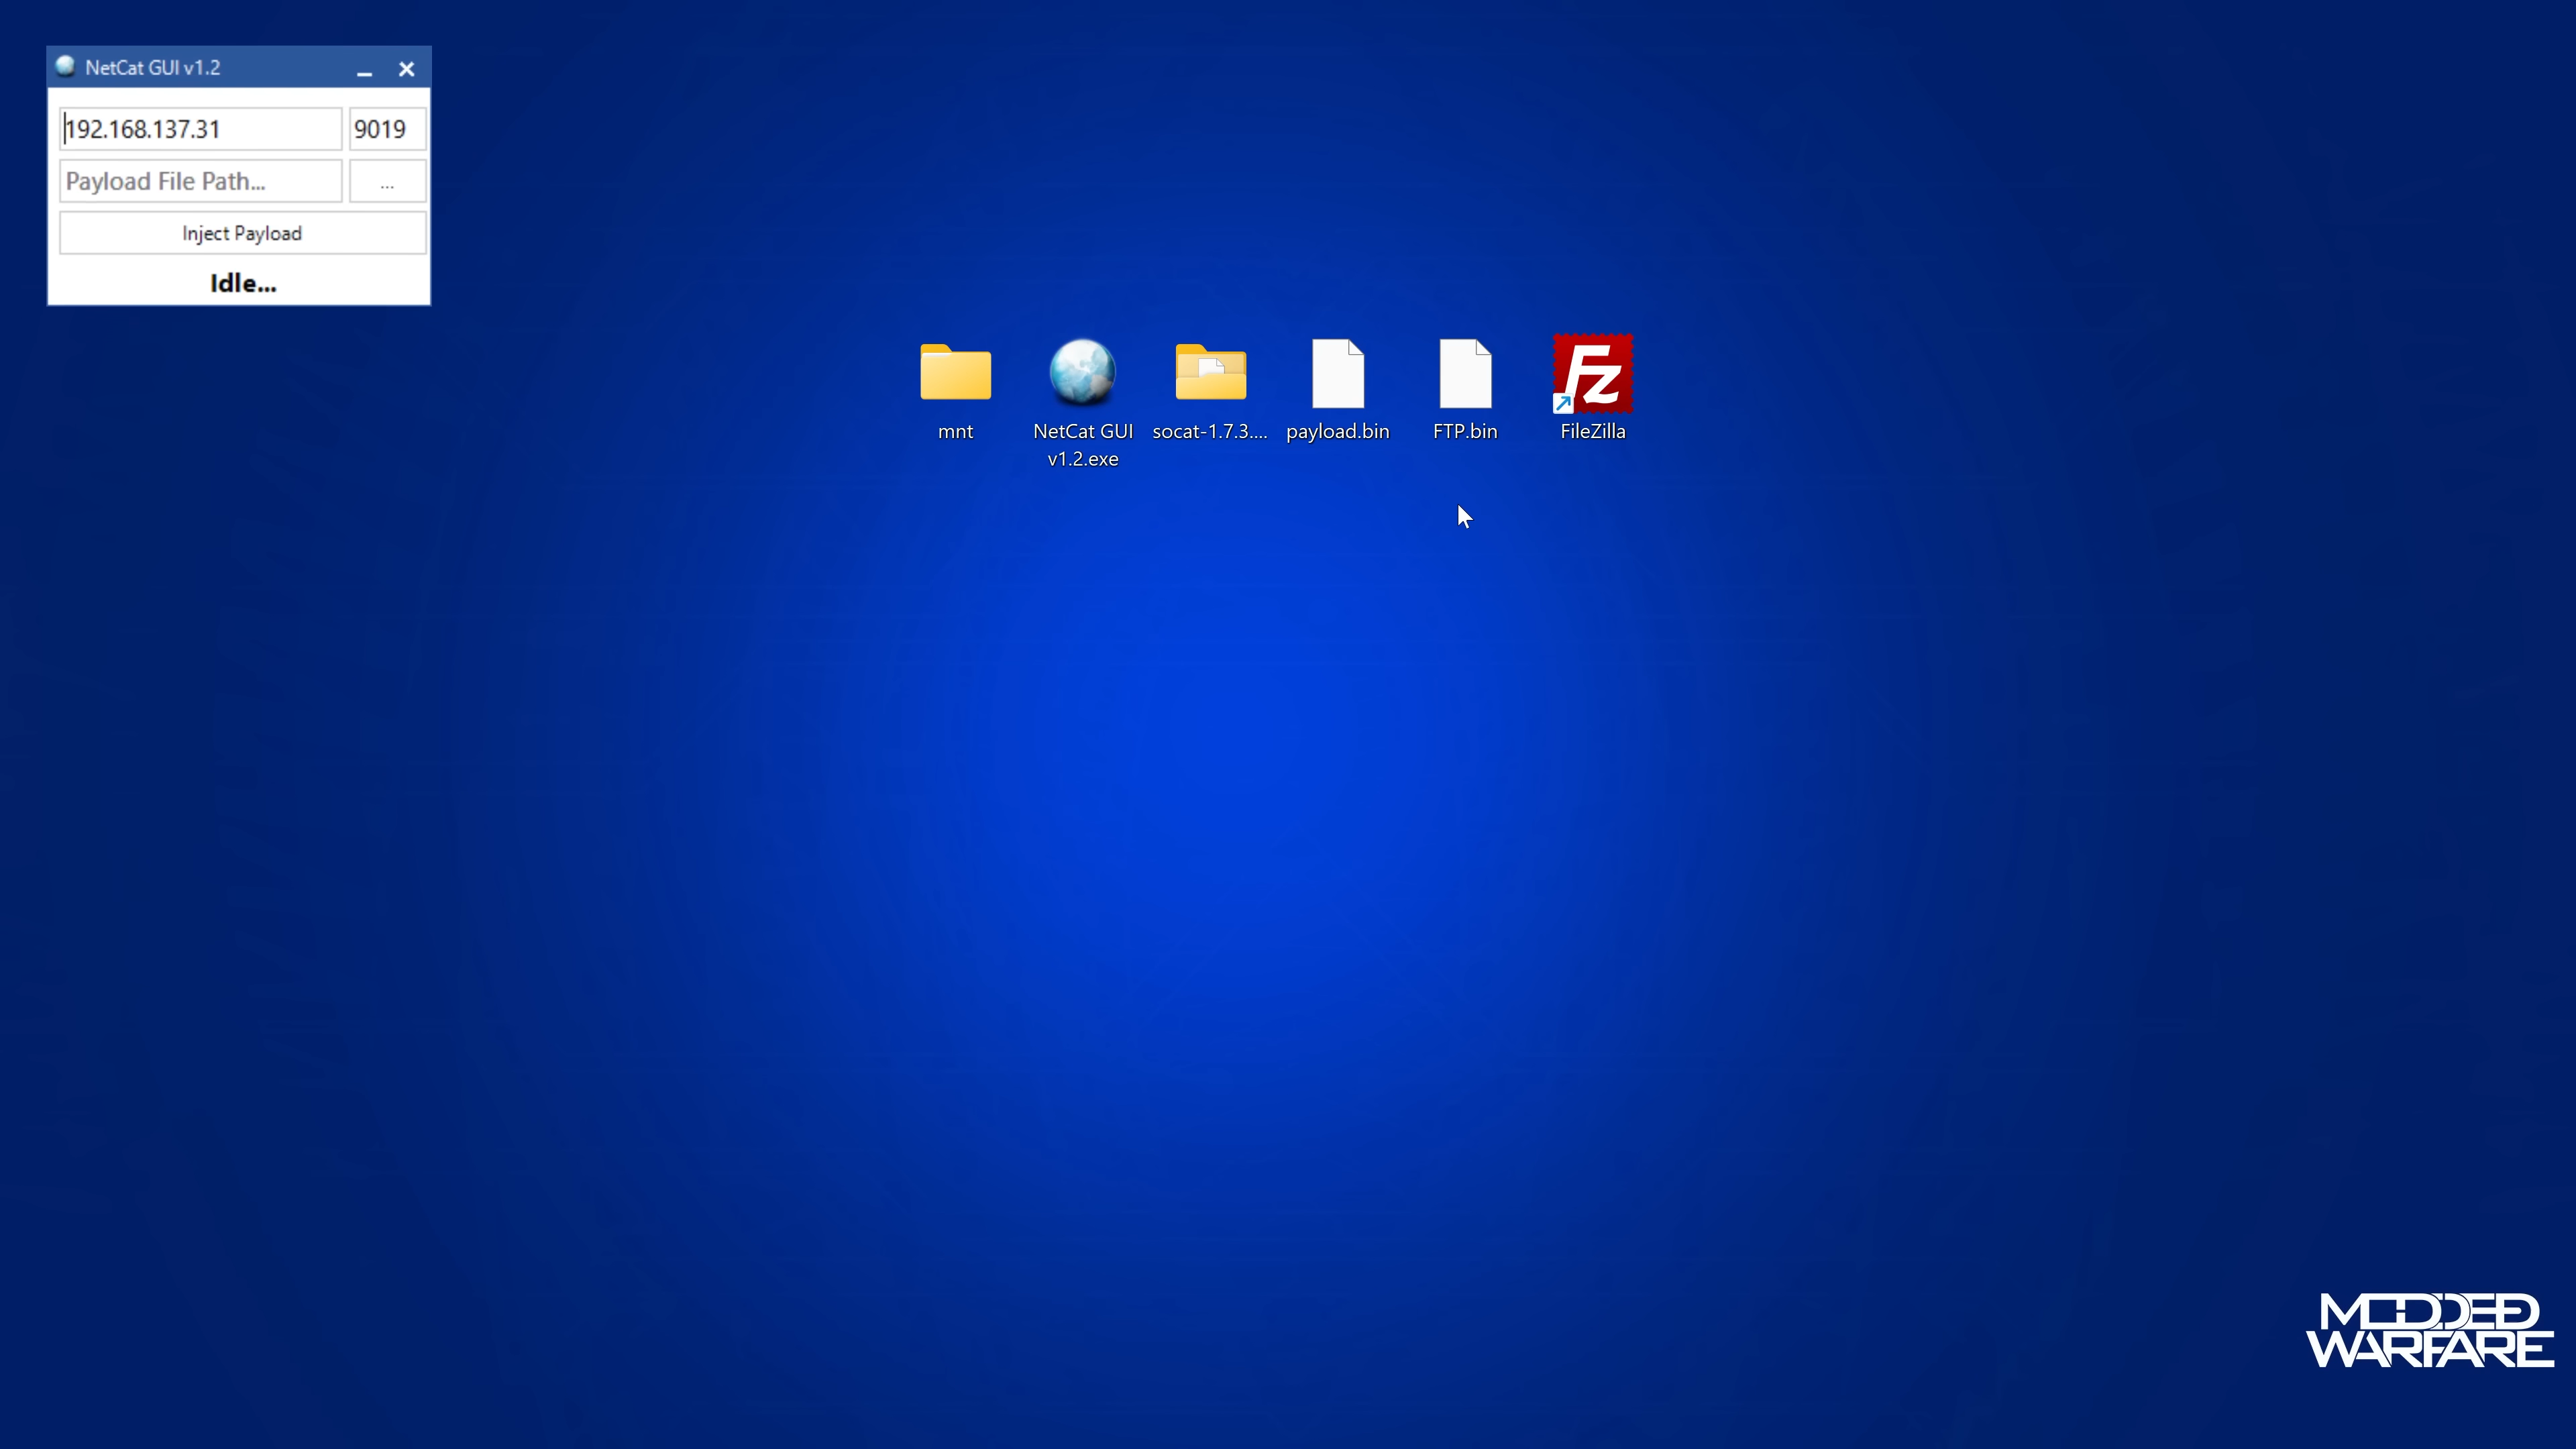 NetCat GUI v1.2
192.168.137.31
9019
Payload File Path...
...
Inject Payload
Idle...
mnt
NetCat GUI
v1.2.exe
socat-1.7.3....
payload.bin
FTP.bin
FileZilla
MODDED
WARFARE